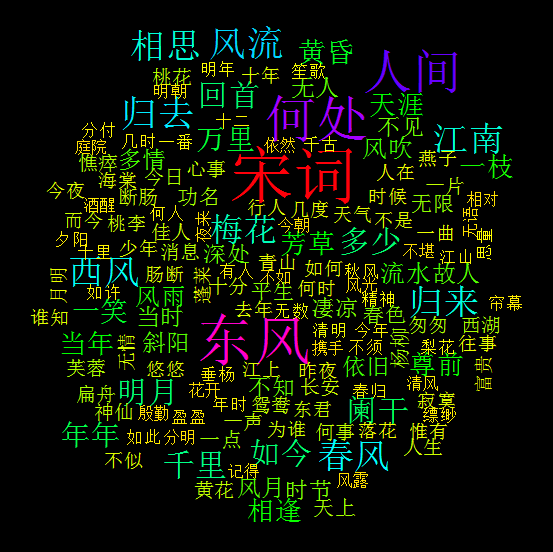 相思
风流
黄昏
人间
桃花
明年
十年
笙歌
无人
明朝
回首
何处
天涯
归去
十二
不见
江南
分付
几时
一番
万里
依然
千古
风吹
庭院
憔悴
多情
宋词
燕子
一枝
海棠
今日
心事
人在
今夜
断肠
功名
时候
一片
酒醒
何人
行人
几度
天气
无限
相对
而今
桃李
梅花
今朝
不是
一曲
无语
夕阳
佳人
芳草
多少
思量
千里
少年
消息
深处
青山
如何
不堪
江山
西风
肠断
有人
不如
秋风
流水
故人
月明
如许
风雨
蓬莱
十分
平生
何时
风光
精神
归来
帘幕
谁知
一笑
当时
东风
去年
无数
凄凉
春色
匆匆
西湖
当年
斜阳
清明
今年
杨柳
梨花
往事
无情
携手
不须
芙蓉
悠悠
垂杨
江上
昨夜
依旧
尊前
富贵
扁舟
明月
花开
不知
长安
春归
清风
寂寞
神仙
殷勤
盈盈
年时
鸳鸯
东君
阑干
缥缈
年年
如此
分明
一点
一声
为谁
何事
落花
惟有
不似
千里
如今
春风
人生
记得
黄花
风月
时节
风露
相逢
天上